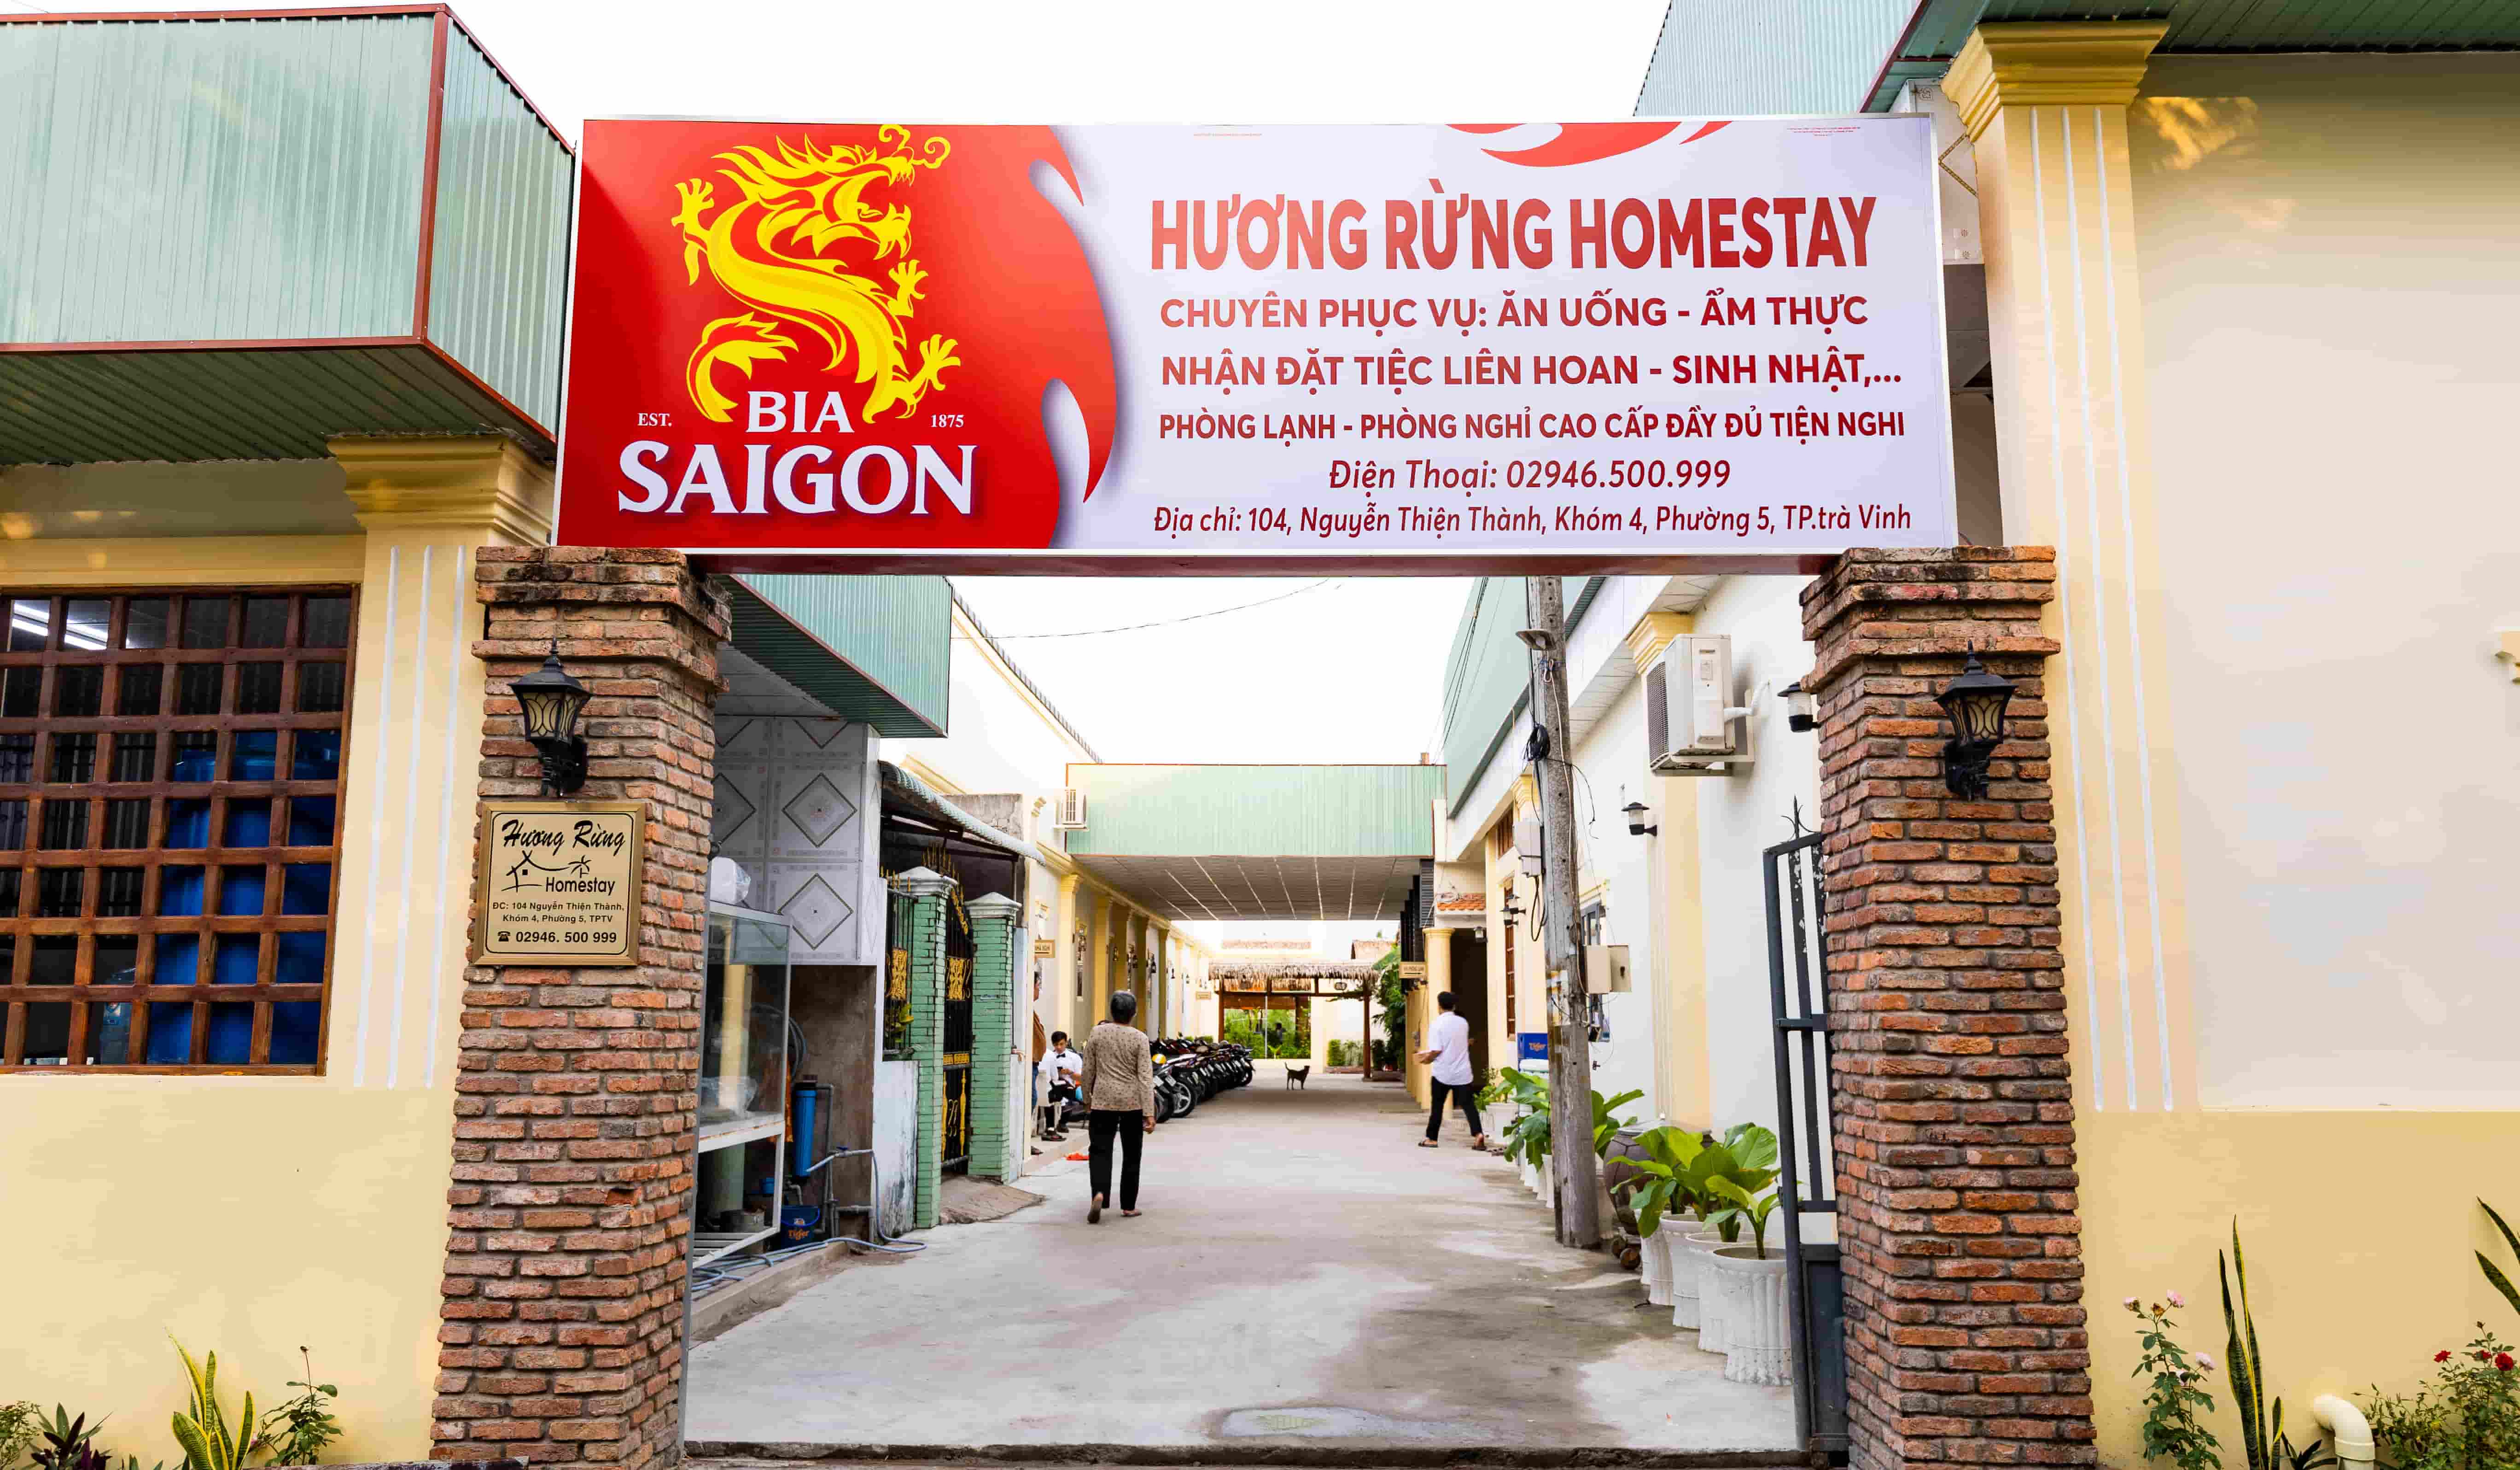 BIA
EST. 1875
SAIGON
HƯƠNG RỪNG HOMESTAY
CHUYÊN PHỤC VỤ: ĂN UỐNG - ẨM THỰC
NHẬN ĐẶT TIỆC LIÊN HOAN - SINH NHẬT,...
PHÒNG LẠNH - PHÒNG NGHỈ CAO CẤP ĐẦY ĐỦ TIỆN NGHI
Điện Thoại: 02946.500.999
Địa chỉ: 104, Nguyễn Thiện Thành, Khóm 4, Phường 5, TP.trà Vinh
Hương Rừng
Homestay
ĐC: 104 Nguyễn Thiện Thành,
Khóm 4, Phường 5, TPTV
☎ 02946. 500 999
Tiger
Tiger